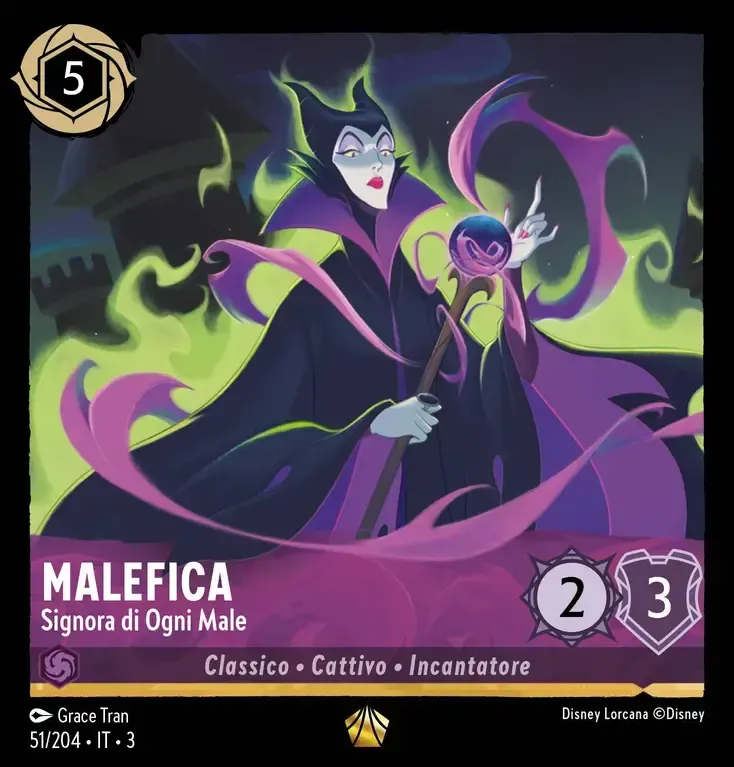 5
MALEFICA
Signora di Ogni Male
2
3
Classico • Cattivo • Incantatore
Grace Tran
Disney Lorcana ©Disney
51/204 • IT • 3